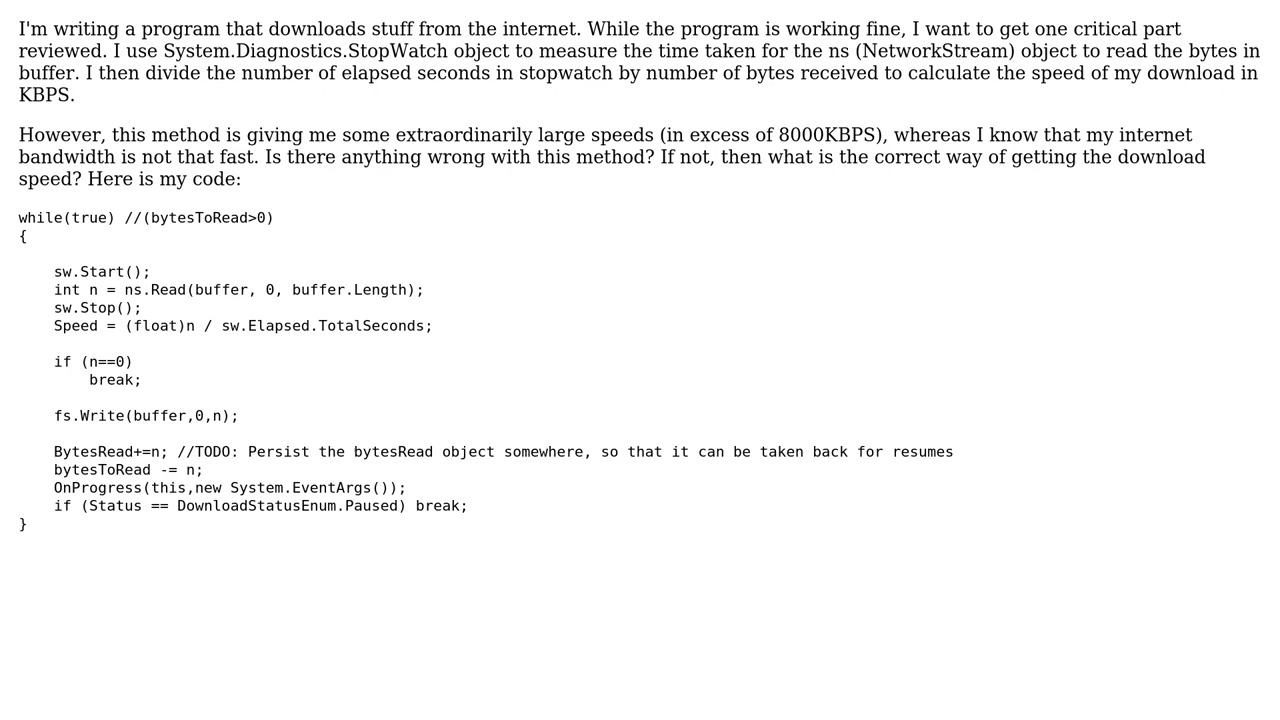 I'm writing a program that downloads stuff from the internet. While the program is working fine, I want to get one critical part
reviewed. I use System.Diagnostics.StopWatch object to measure the time taken for the ns (NetworkStream) object to read the bytes in
buffer. I then divide the number of elapsed seconds in stopwatch by number of bytes received to calculate the speed of my download in
KBPS.
However, this method is giving me some extraordinarily large speeds (in excess of 8000KBPS), whereas I know that my internet
bandwidth is not that fast. Is there anything wrong with this method? If not, then what is the correct way of getting the download
speed? Here is my code:
while(true) //(bytesToRead>0)
{
    sw.Start();
    int n = ns.Read(buffer, 0, buffer.Length);
    sw.Stop();
    Speed = (float)n / sw.Elapsed.TotalSeconds;
    if (n==0)
        break;
    fs.Write(buffer,0,n);
    BytesRead+=n; //TODO: Persist the bytesRead object somewhere, so that it can be taken back for resumes
    bytesToRead -= n;
    OnProgress(this,new System.EventArgs());
    if (Status == DownloadStatusEnum.Paused) break;
}